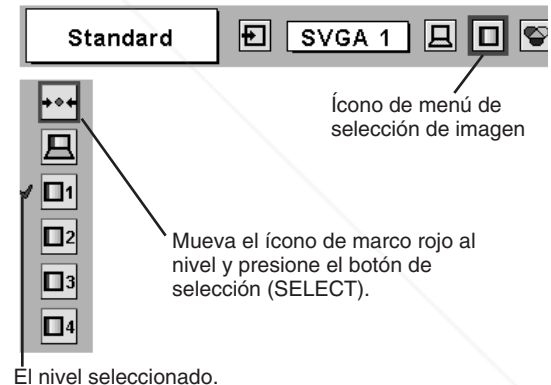 Standard
SVGA 1
Ícono de menú de
selección de imagen
1
2
3
4
Mueva el ícono de marco rojo al
nivel y presione el botón de
selección (SELECT).
El nivel seleccionado.